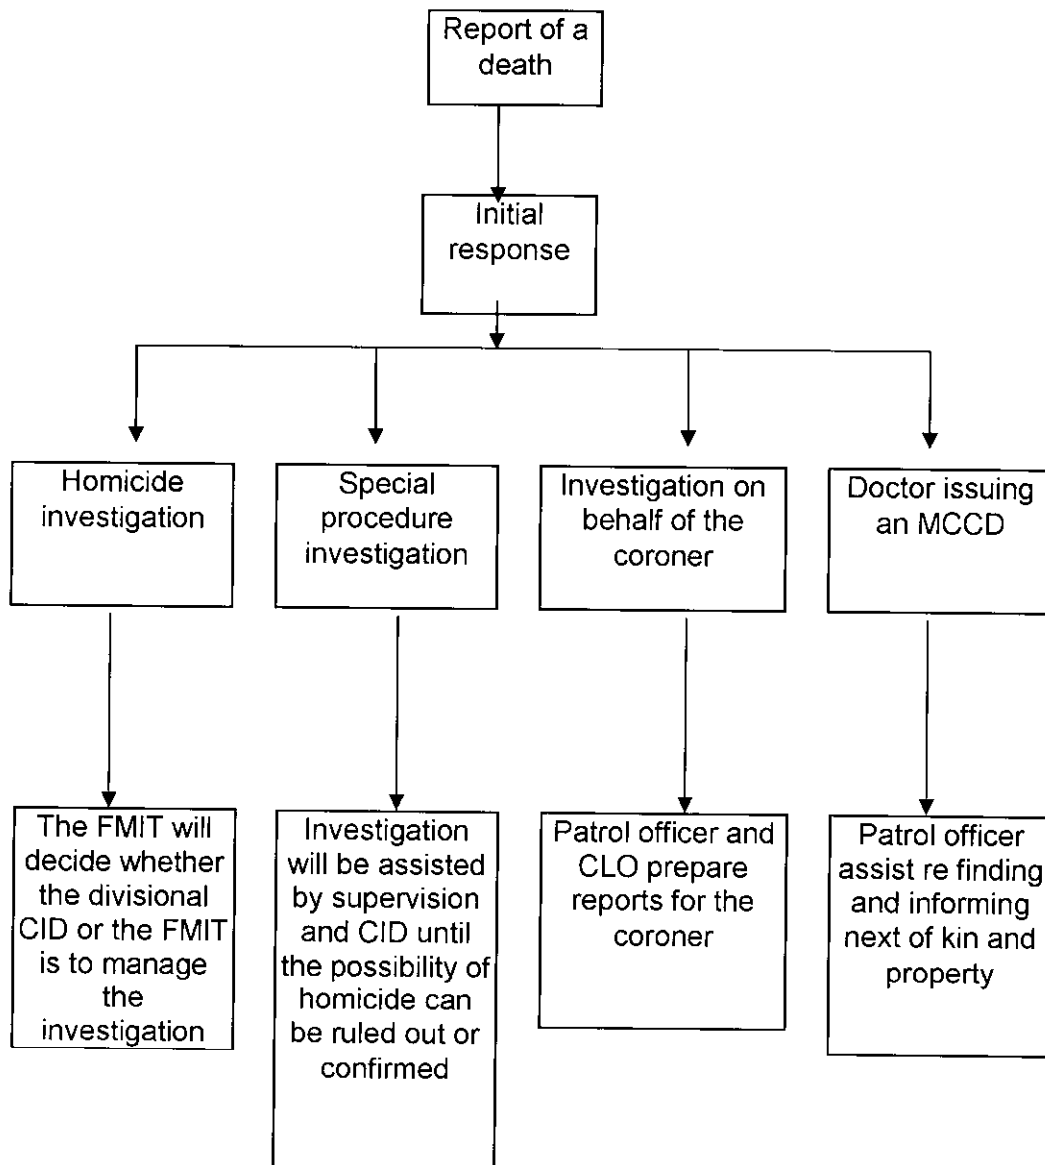 Report of a
death
Initial
response
Homicide
investigation
Special
procedure
investigation
Investigation on
behalf of the
coroner
Doctor issuing
an MCCD
The FMIT will
decide whether
the divisional
CID or the FMIT
is to manage
the
investigation
Investigation
will be assisted
by supervision
and CID until
the possibility of
homicide can
be ruled out or
confirmed
Patrol officer and
CLO prepare
reports for the
coroner
Patrol officer
assist re finding
and informing
next of kin and
property